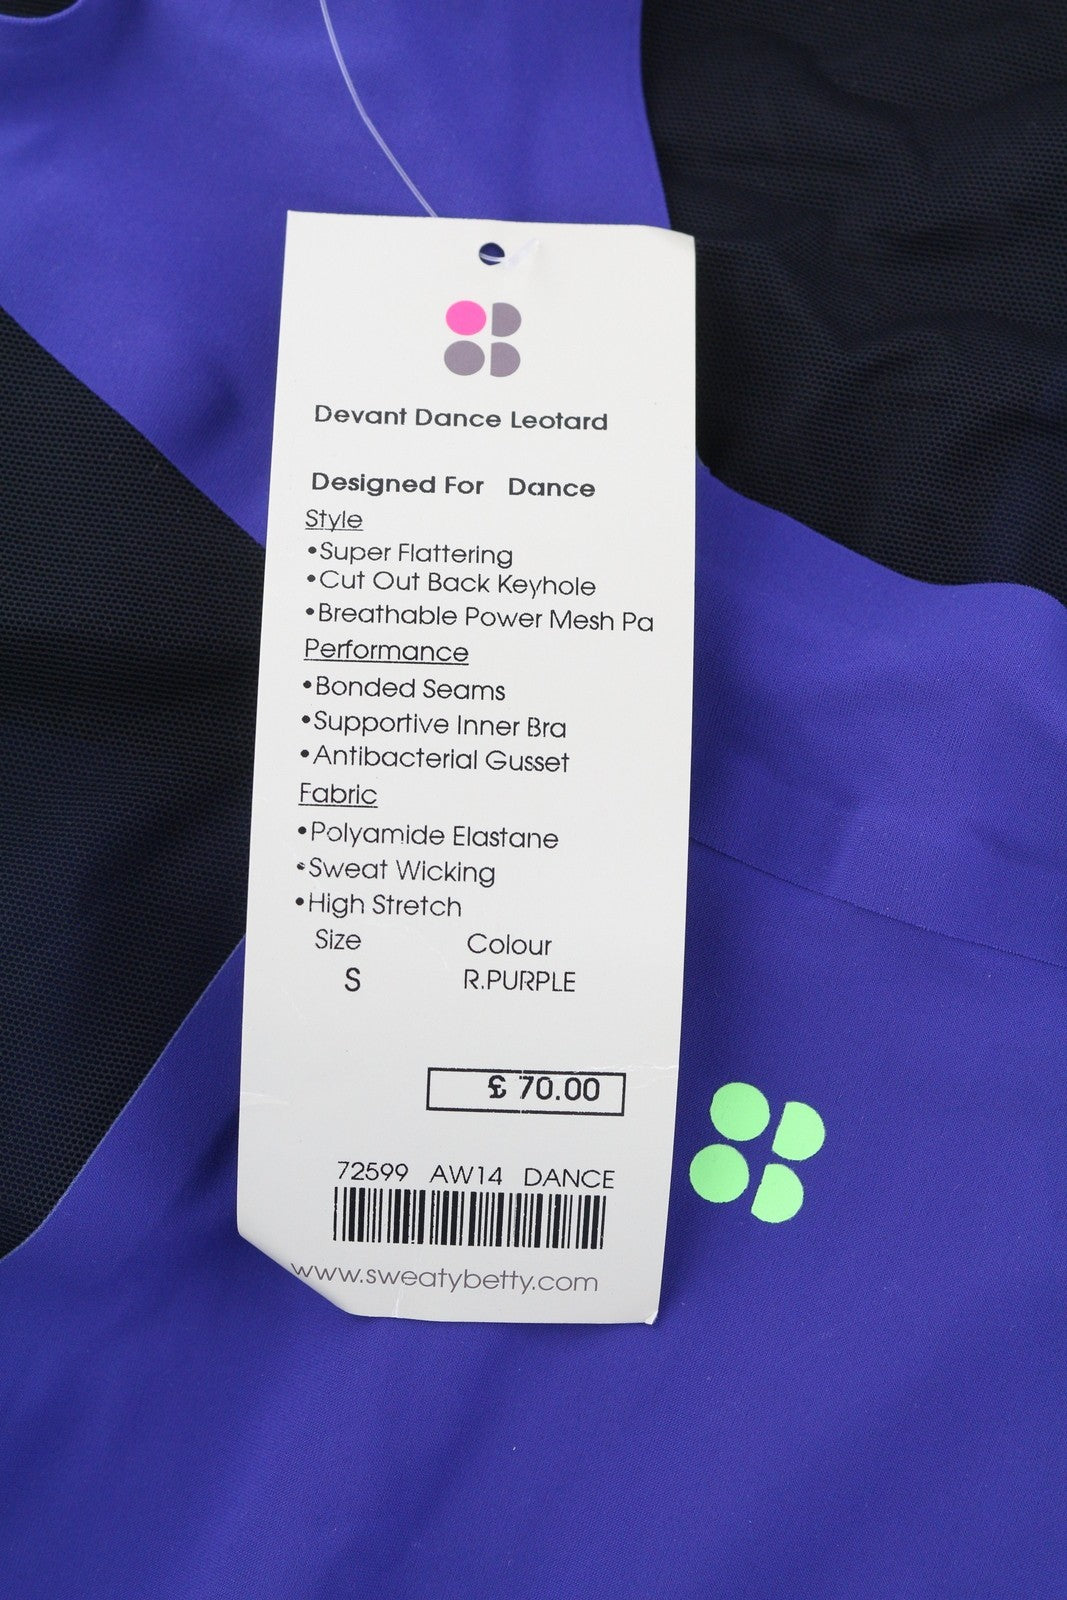 Devant Dance Leotard
Designed For Dance
Style
•Super Flattering
•Cut Out Back Keyhole
•Breathable Power Mesh Pa
Performance
•Bonded Seams
•Supportive Inner Bra
•Antibacterial Gusset
Fabric
•Polyamide Elastane
•Sweat Wicking
•High Stretch
Size Colour
S R.PURPLE
£ 70.00
72599 AW14 DANCE
www.sweatybetty.com